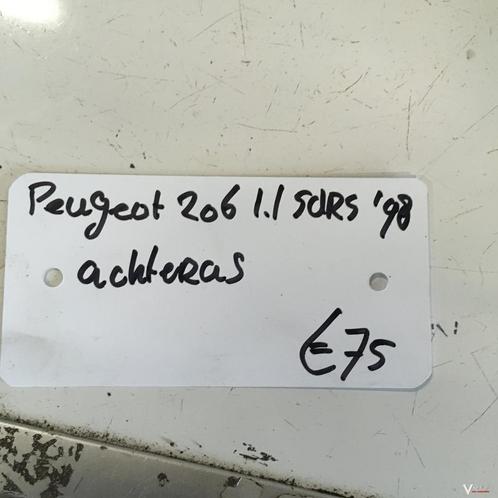 Peugeot 206 1.1 5DRS '98
achteras
€75